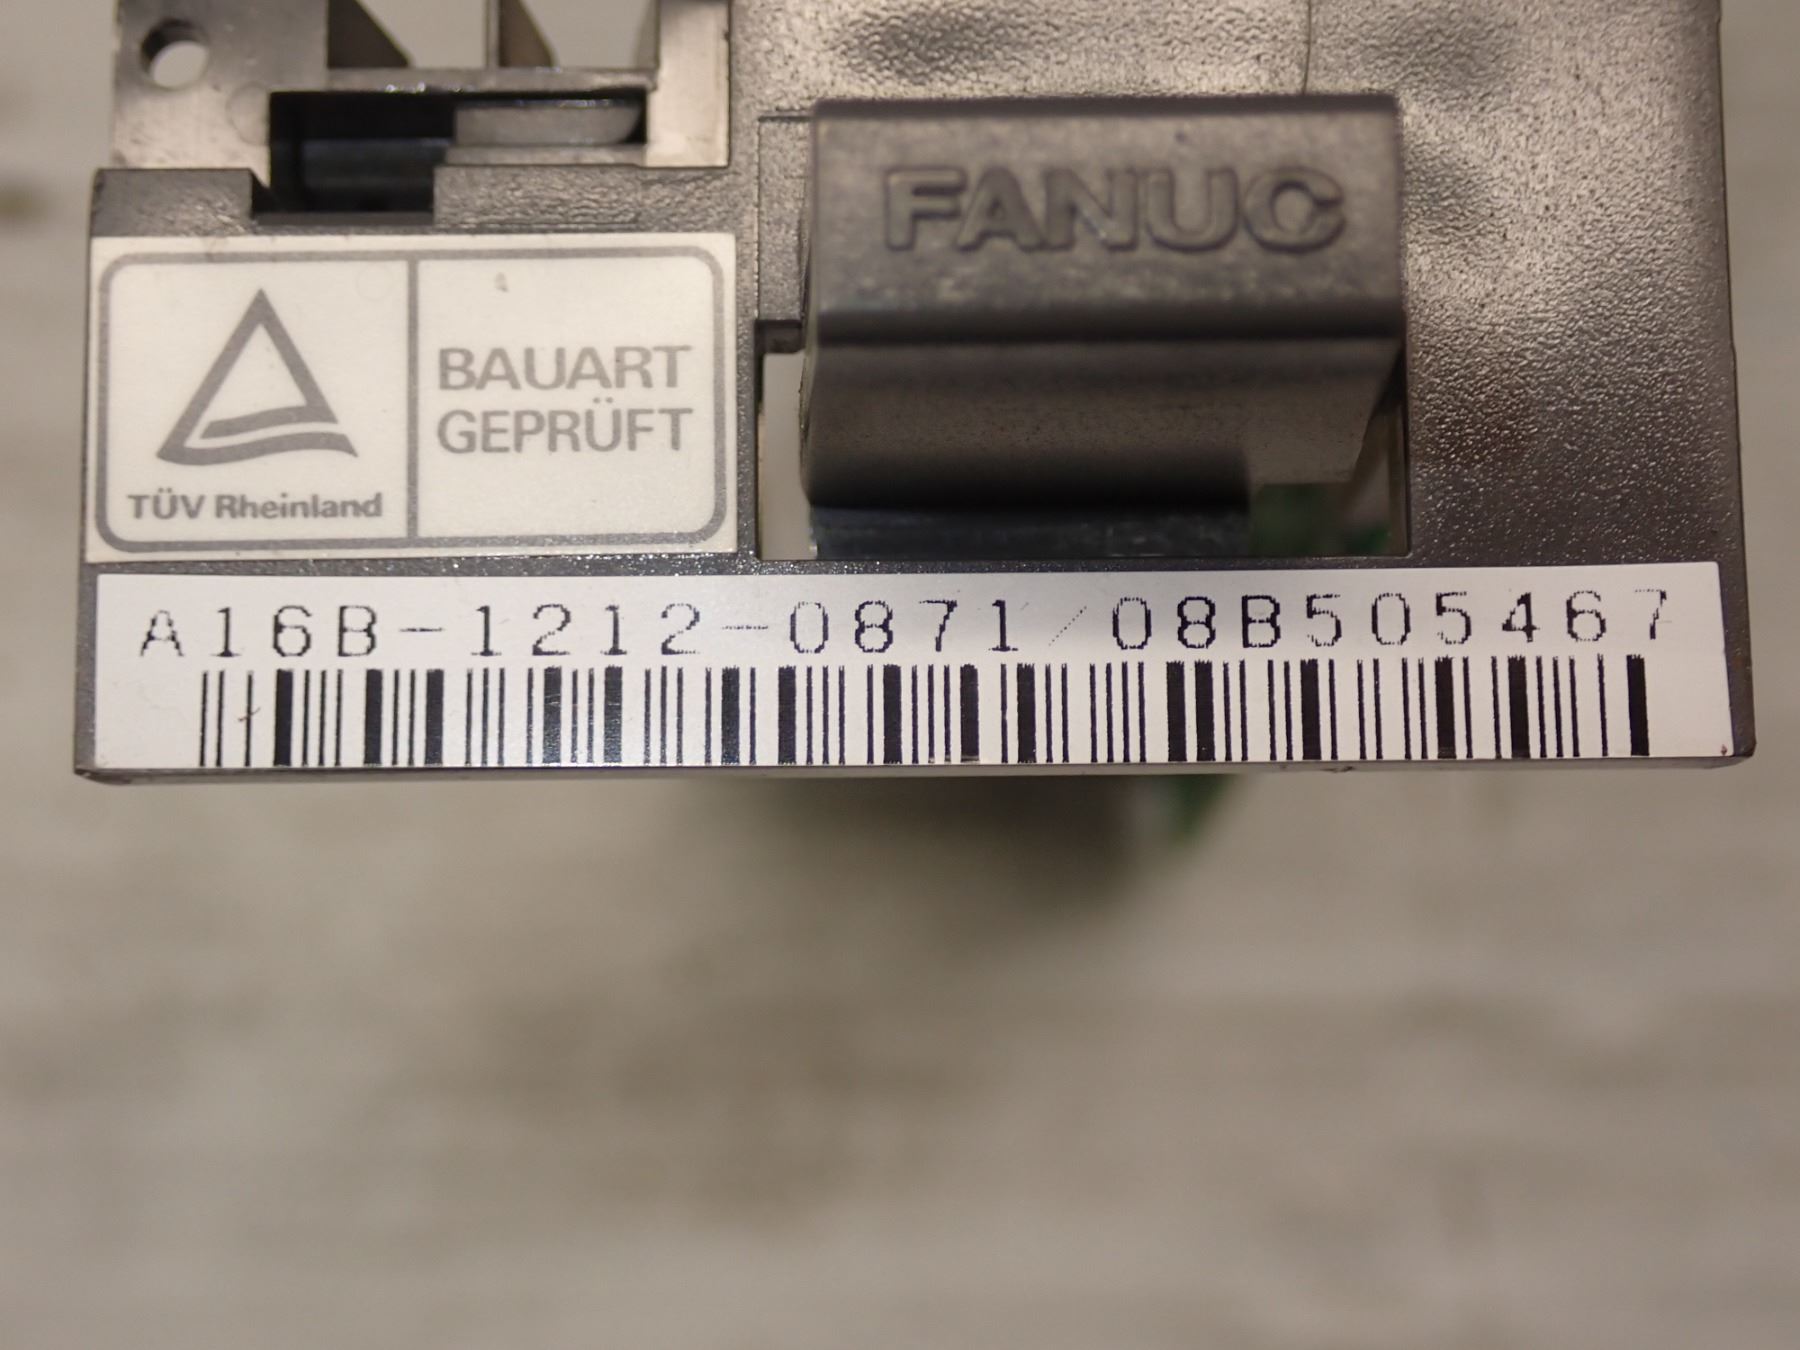 FANUC
BAUART
GEPRÜFT
TÜV Rheinland
A16B-1212-0871/08B505467